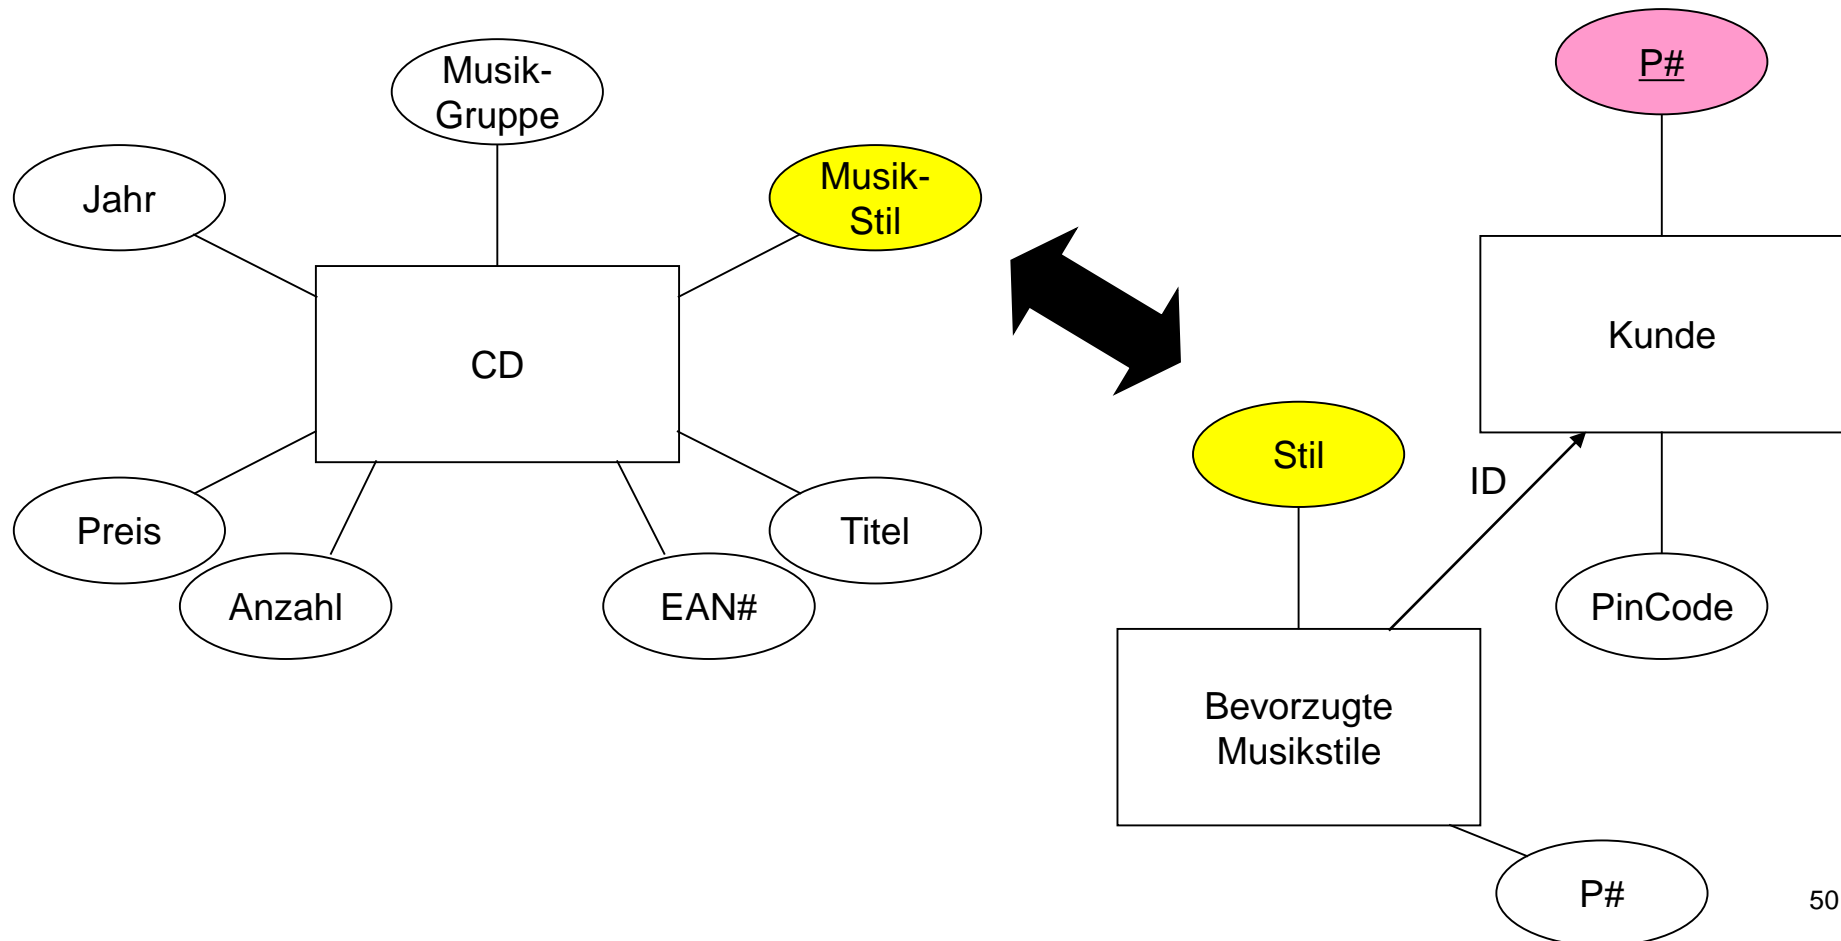 P#
Musik-
Gruppe
Musik-
Stil
Jahr
CD
Kunde
Stil
ID
Preis
Titel
Anzahl
EAN#
PinCode
Bevorzugte
Musikstile
P#
50